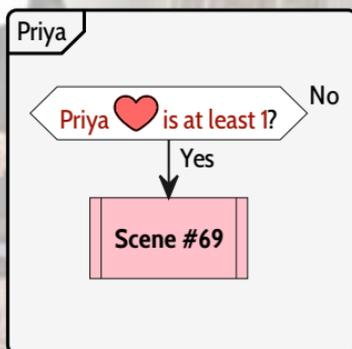 Priya
Priya ❤ is at least 1?
No
Yes
Scene #69